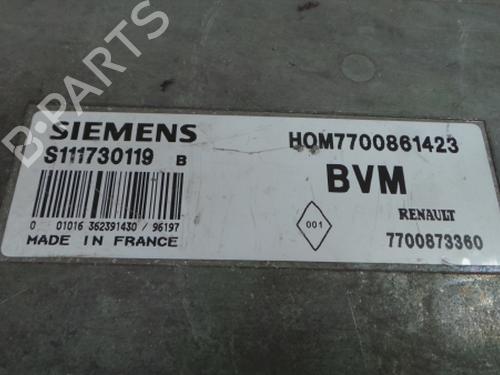 B-PARTS
SIEMENS
S111730119 B
0 01016 362391430 / 96197
MADE IN FRANCE
HOM7700861423
BVM
001
RENAULT
7700873360